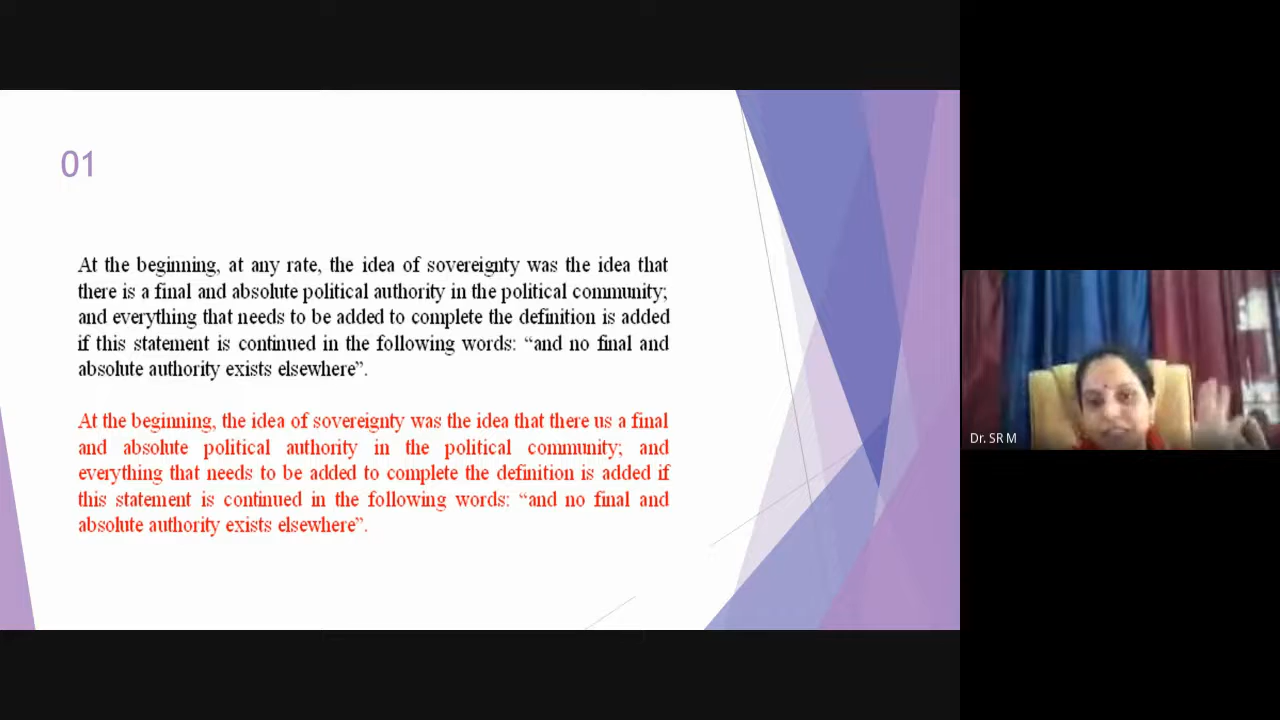 01
At the beginning, at any rate, the idea of sovereignty was the idea that
there is a final and absolute political authority in the political community;
and everything that needs to be added to complete the definition is added
if this statement is continued in the following words: “and no final and
absolute authority exists elsewhere”.
At the beginning, the idea of sovereignty was the idea that there us a final
and absolute political authority in the political community; and
everything that needs to be added to complete the definition is added if
this statement is continued in the following words: “and no final and
absolute authority exists elsewhere”.
Dr. SR M